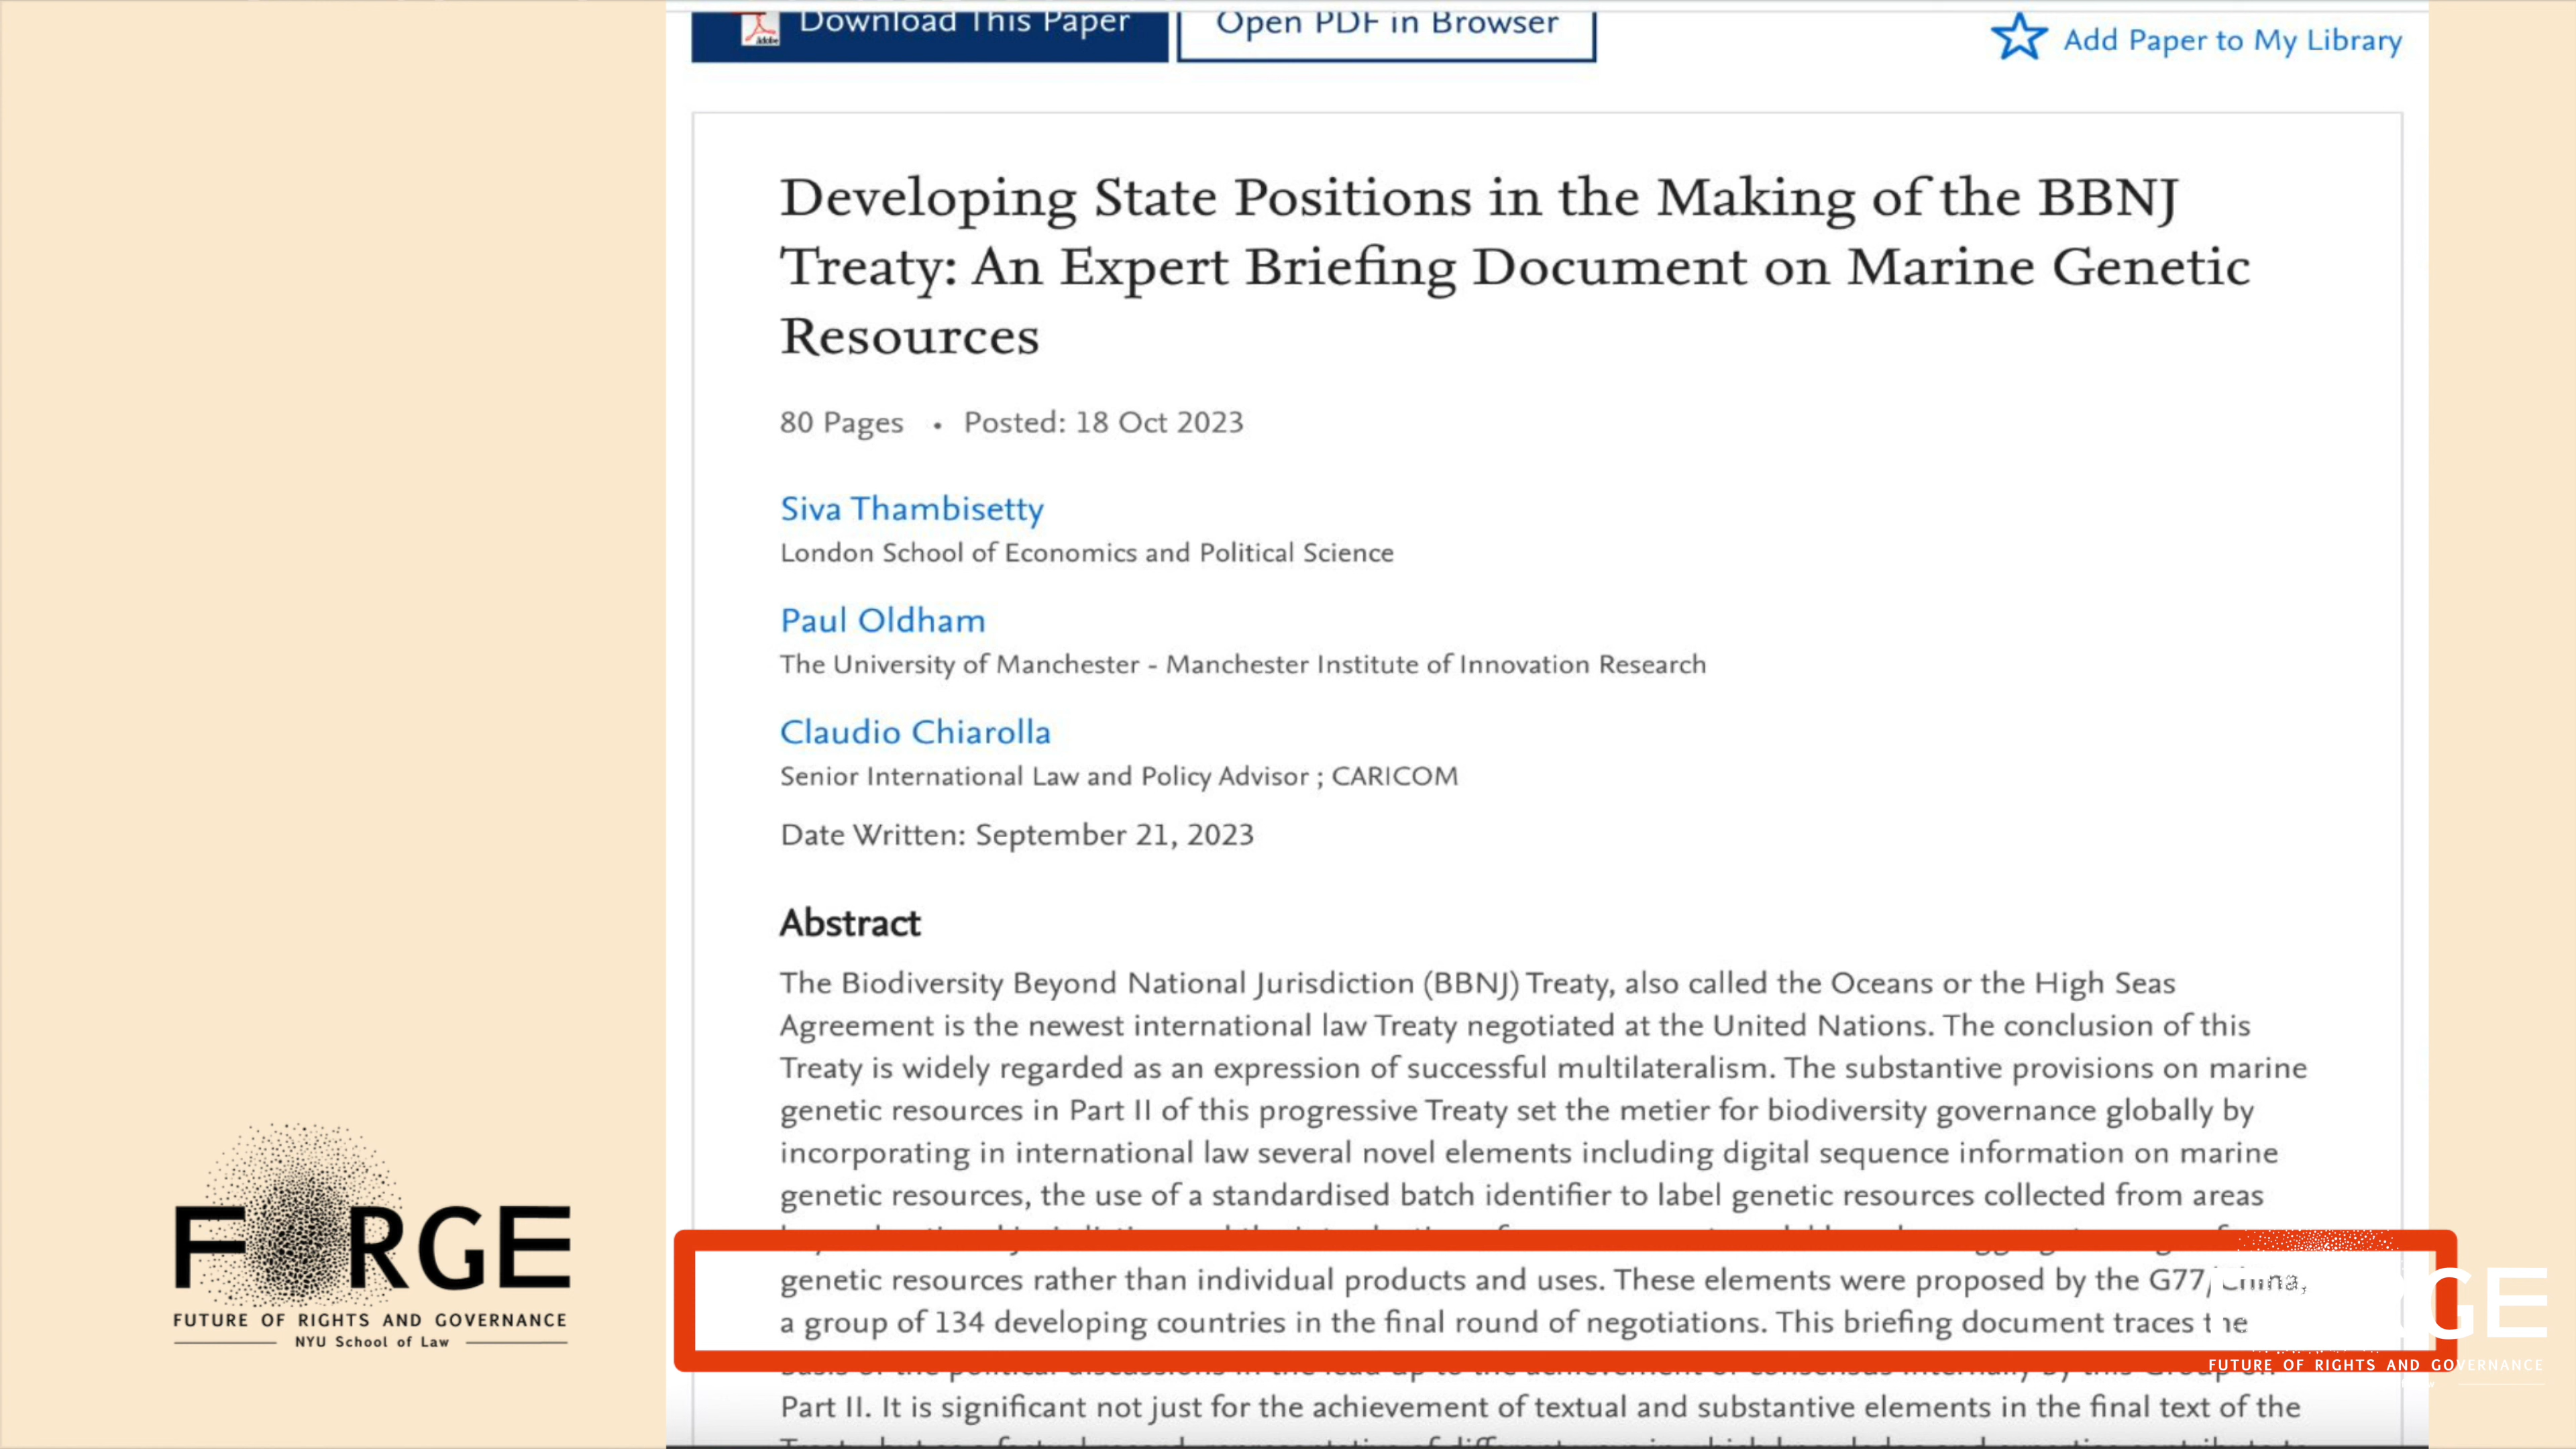 Download This Paper
Open PDF in Browser
Add Paper to My Library
Developing State Positions in the Making of the BBNJ
Treaty: An Expert Briefing Document on Marine Genetic
Resources
80 Pages • Posted: 18 Oct 2023
Siva Thambisetty
London School of Economics and Political Science
Paul Oldham
The University of Manchester - Manchester Institute of Innovation Research
Claudio Chiarolla
Senior International Law and Policy Advisor ; CARICOM
Date Written: September 21, 2023
Abstract
The Biodiversity Beyond National Jurisdiction (BBNJ) Treaty, also called the Oceans or the High Seas
Agreement is the newest international law Treaty negotiated at the United Nations. The conclusion of this
Treaty is widely regarded as an expression of successful multilateralism. The substantive provisions on marine
genetic resources in Part II of this progressive Treaty set the metier for biodiversity governance globally by
incorporating in international law several novel elements including digital sequence information on marine
genetic resources, the use of a standardised batch identifier to label genetic resources collected from areas
genetic resources rather than individual products and uses. These elements were proposed by the G77/China,
a group of 134 developing countries in the final round of negotiations. This briefing document traces the
Part II. It is significant not just for the achievement of textual and substantive elements in the final text of the
FORGE
FUTURE OF RIGHTS AND GOVERNANCE
NYU School of Law
GE
FUTURE OF RIGHTS AND GOVERNANCE